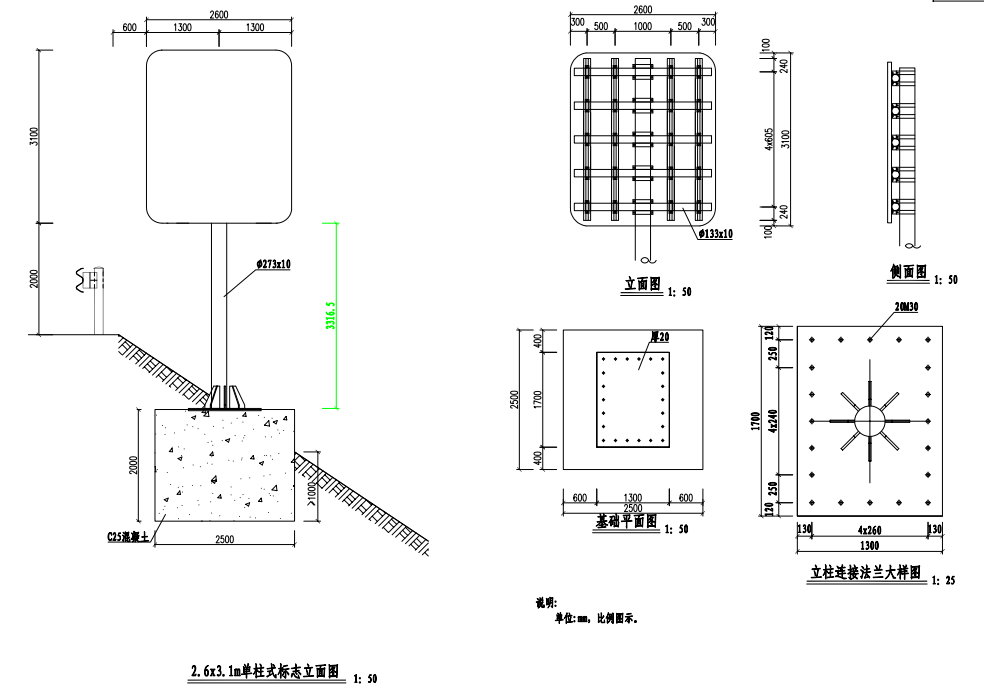 2600
600 1300 1300
3100
2000
3316.5
Ø273x10
2000
>1000
C25混凝土
2500
2.6x3.1m单柱式标志立面图 1: 50
2600
300 500 1000 500 300
100
240
4x605
3100
240
100
Ø133x10
立面图 1: 50
侧面图 1: 50
厚20
400
1700
2500
400
600 1300 600
2500
基础平面图 1: 50
20M30
120
250
4x240
1700
250
120
130 4x260 130
1300
立柱连接法兰大样图 1: 25
说明:
单位:mm, 比例图示。